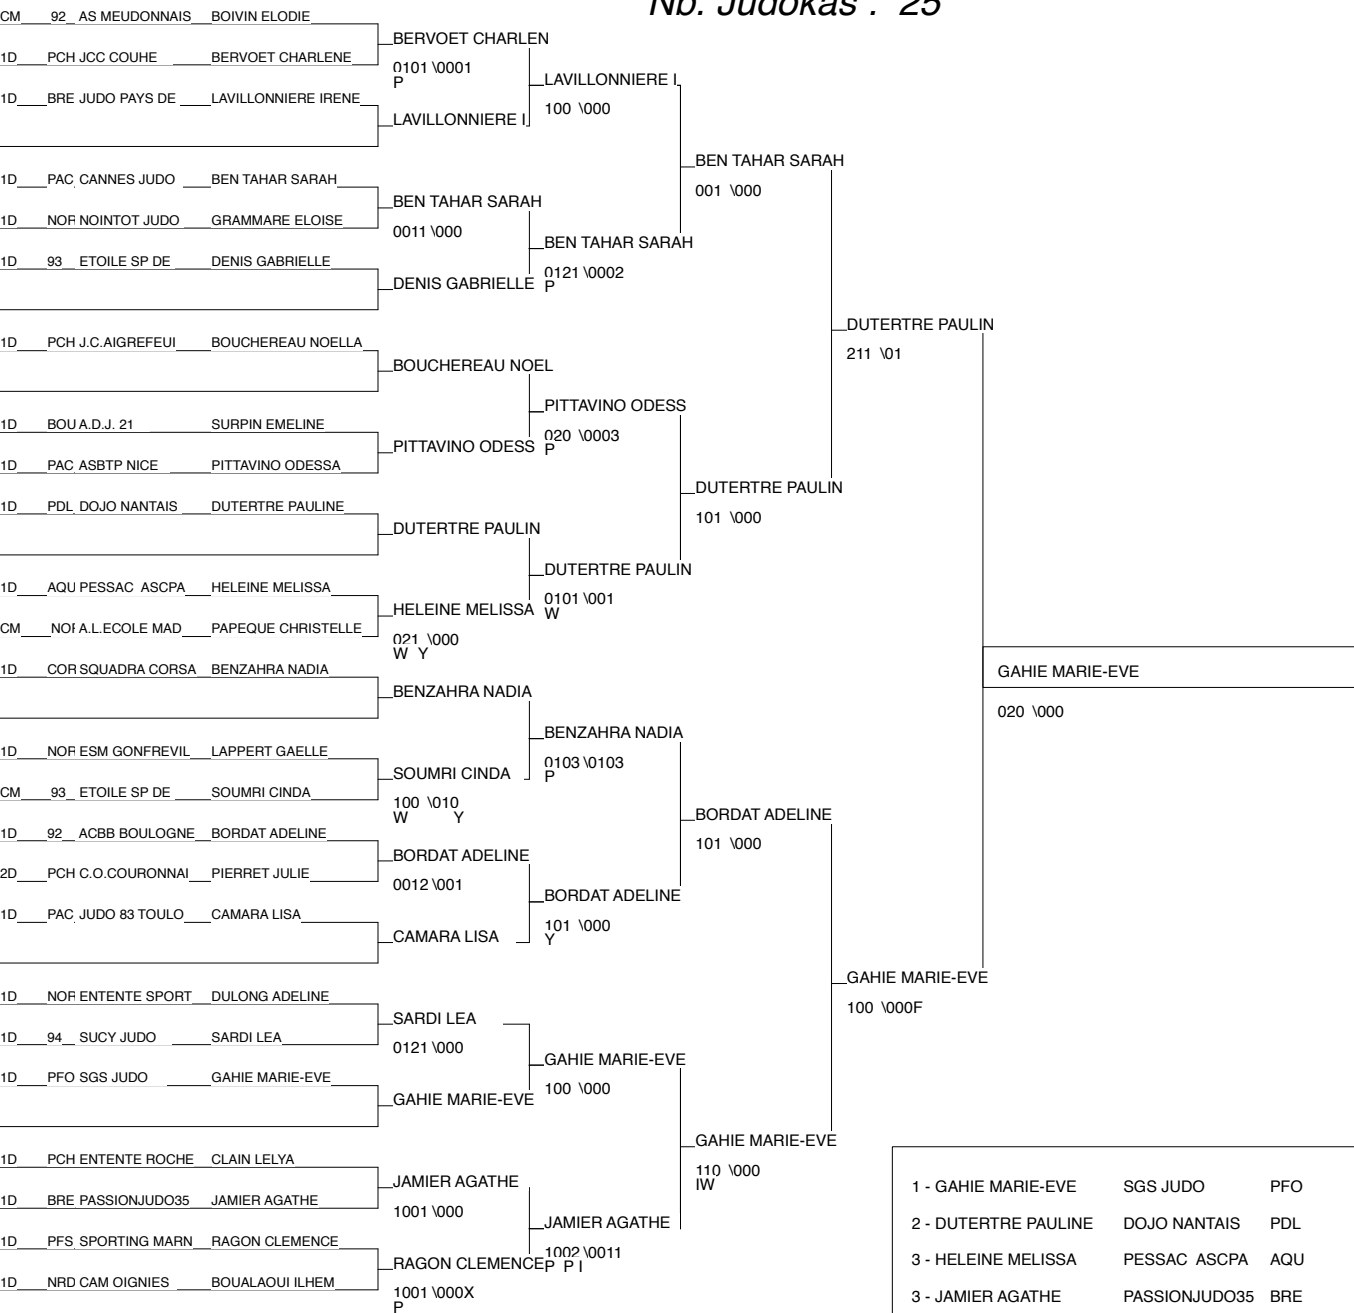 Nb. Judokas : 25
CM 92 AS MEUDONNAIS BOIVIN ELODIE
BERVOET CHARLEN
1D PCH JCC COUHE BERVOET CHARLENE
0101 \0001
P
LAVILLONNIERE I
1D BRE JUDO PAYS DE LAVILLONNIERE IRENE
100 \000
LAVILLONNIERE I
BEN TAHAR SARAH
1D PAC CANNES JUDO BEN TAHAR SARAH
001 \000
BEN TAHAR SARAH
1D NOR NOINTOT JUDO GRAMMARE ELOISE
0011 \000
BEN TAHAR SARAH
1D 93 ETOILE SP DE DENIS GABRIELLE
0121 \0002
P
DENIS GABRIELLE
DUTERTRE PAULIN
1D PCH J.C.AIGREFEUI BOUCHEREAU NOELLA
211 \01
BOUCHEREAU NOEL
PITTAVINO ODESS
1D BOU A.D.J. 21 SURPIN EMELINE
020 \0003
P
PITTAVINO ODESS
1D PAC ASBTP NICE PITTAVINO ODESSA
DUTERTRE PAULIN
1D PDL DOJO NANTAIS DUTERTRE PAULINE
101 \000
DUTERTRE PAULIN
DUTERTRE PAULIN
1D AQU PESSAC ASCPA HELEINE MELISSA
0101 \001
W
HELEINE MELISSA
CM NOR A.L.ECOLE MAD PAPEQUE CHRISTELLE
021 \000
W Y
1D COR SQUADRA CORSA BENZAHRA NADIA
GAHIE MARIE-EVE
BENZAHRA NADIA
020 \000
BENZAHRA NADIA
1D NOR ESM GONFREVIL LAPPERT GAELLE
0103 \0103
P
SOUMRI CINDA
CM 93 ETOILE SP DE SOUMRI CINDA
100 \010
W Y
BORDAT ADELINE
1D 92 ACBB BOULOGNE BORDAT ADELINE
101 \000
BORDAT ADELINE
2D PCH C.O.COURONNAI PIERRET JULIE
0012 \001
BORDAT ADELINE
1D PAC JUDO 83 TOULO CAMARA LISA
101 \000
Y
CAMARA LISA
GAHIE MARIE-EVE
1D NOR ENTENTE SPORT DULONG ADELINE
100 \000F
SARDI LEA
1D 94 SUCY JUDO SARDI LEA
0121 \000
GAHIE MARIE-EVE
1D PFO SGS JUDO GAHIE MARIE-EVE
100 \000
GAHIE MARIE-EVE
GAHIE MARIE-EVE
1D PCH ENTENTE ROCHE CLAIN LELYA
110 \000
IW
JAMIER AGATHE
1D BRE PASSIONJUDO35 JAMIER AGATHE
1001 \000
JAMIER AGATHE
1D PFS SPORTING MARN RAGON CLEMENCE
1002 \0011
P P I
RAGON CLEMENCE
1D NRD CAM OIGNIES BOUALAOUI ILHEM
1001 \000X
P
1 - GAHIE MARIE-EVE SGS JUDO PFO
2 - DUTERTRE PAULINE DOJO NANTAIS PDL
3 - HELEINE MELISSA PESSAC ASCPA AQU
3 - JAMIER AGATHE PASSIONJUDO35 BRE